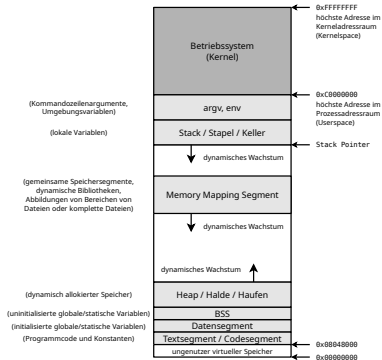 0xFFFFFFFF
höchste Adresse im
Kerneladressraum
(Kernelspace)
Betriebssystem
(Kernel)
0xC0000000
höchste Adresse im
Prozessadressraum
(Userspace)
(Kommandozeilenargumente,
Umgebungsvariablen)
argv, env
(lokale Variablen)
Stack / Stapel / Keller
Stack Pointer
dynamisches Wachstum
(gemeinsame Speichersegmente,
dynamische Bibliotheken,
Abbildungen von Bereichen von
Dateien oder komplette Dateien)
Memory Mapping Segment
dynamisches Wachstum
dynamisches Wachstum
(dynamisch allokierter Speicher)
Heap / Halde / Haufen
(uninitialisierte globale/statische Variablen)
BSS
(initialisierte globale/statische Variablen)
Datensegment
(Programmcode und Konstanten)
Textsegment / Codesegment
0x08048000
ungenutzer virtueller Speicher
0x00000000